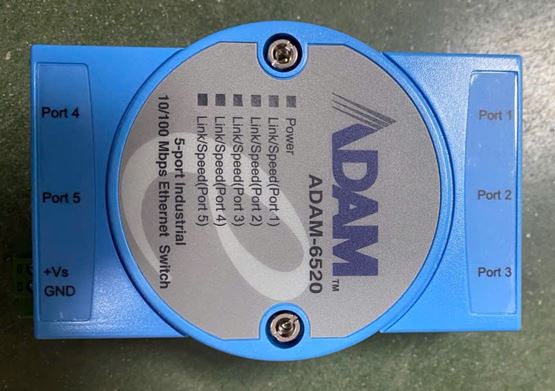 Port 4
Port 5
+Vs
GND
ADAM™
ADAM-6520
Power
Link/Speed(Port 1)
Link/Speed(Port 2)
Link/Speed(Port 3)
Link/Speed(Port 4)
Link/Speed(Port 5)
5-port Industrial
10/100 Mbps Ethernet Switch
Port 1
Port 2
Port 3